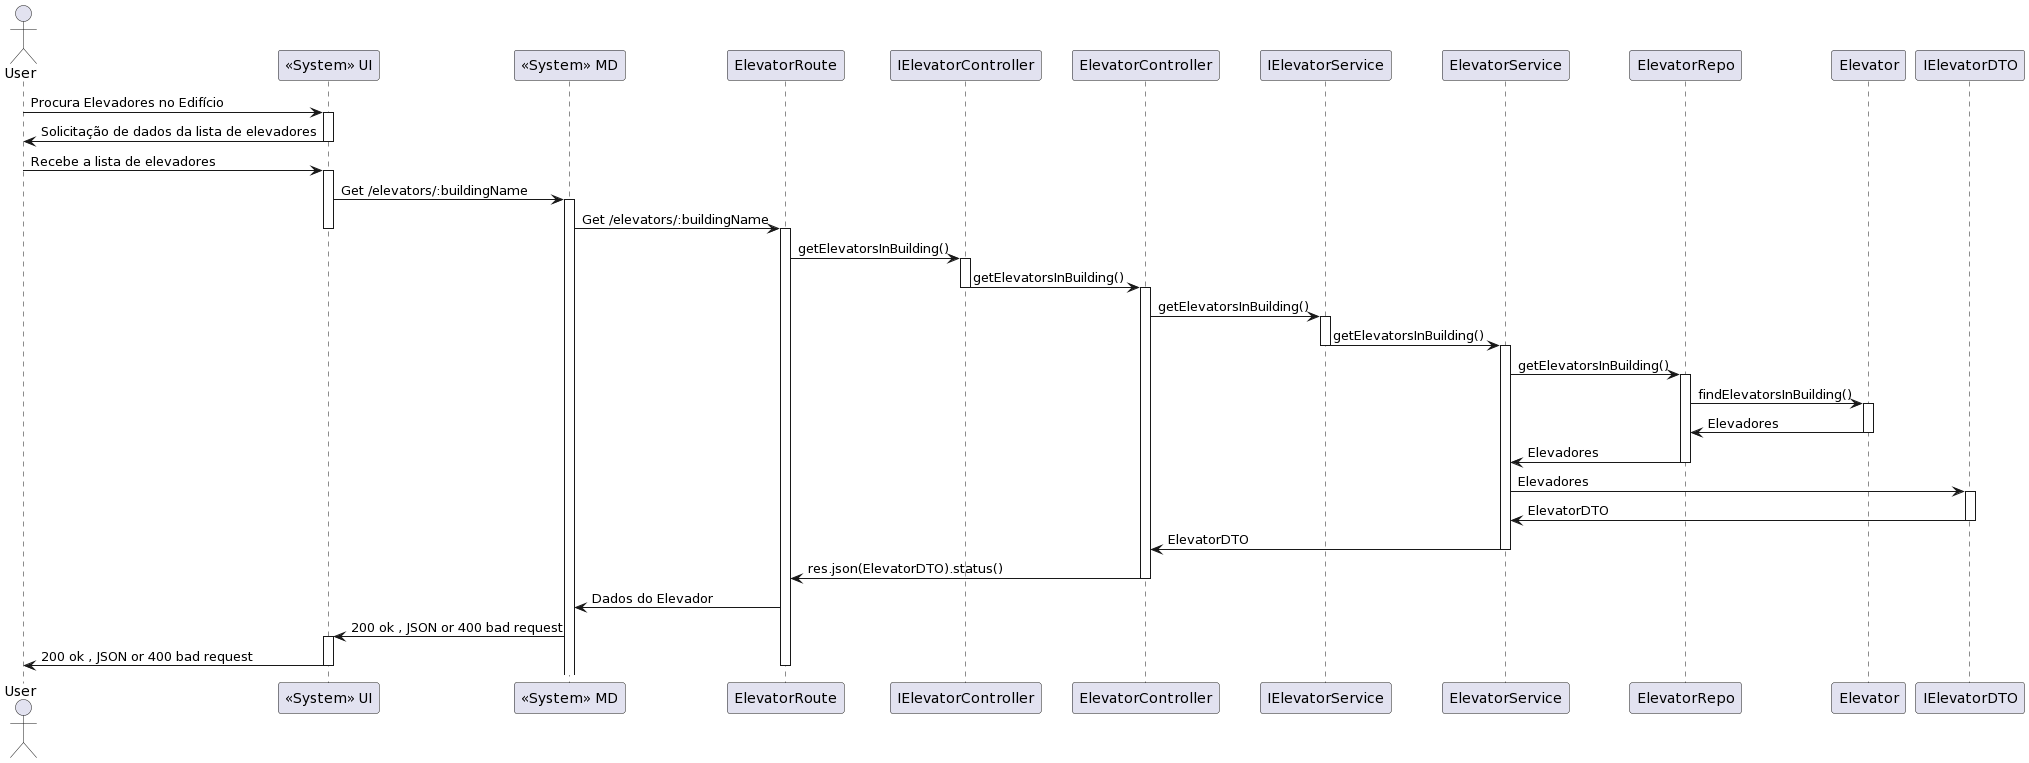 User
«System» UI
«System» MD
ElevatorRoute
IElevatorController
ElevatorController
IElevatorService
ElevatorService
ElevatorRepo
Elevator
IElevatorDTO
Procura Elevadores no Edifício
Solicitação de dados da lista de elevadores
Recebe a lista de elevadores
Get /elevators/:buildingName
Get /elevators/:buildingName
getElevatorsInBuilding()
getElevatorsInBuilding()
getElevatorsInBuilding()
getElevatorsInBuilding()
getElevatorsInBuilding()
findElevatorsInBuilding()
Elevadores
Elevadores
Elevadores
ElevatorDTO
ElevatorDTO
res.json(ElevatorDTO).status()
Dados do Elevador
200 ok , JSON or 400 bad request
200 ok , JSON or 400 bad request
User
«System» UI
«System» MD
ElevatorRoute
IElevatorController
ElevatorController
IElevatorService
ElevatorService
ElevatorRepo
Elevator
IElevatorDTO